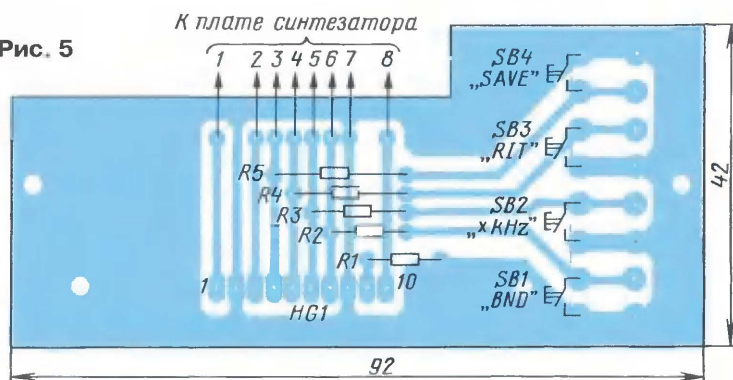 К плате синтезатора
Рис. 5
1 2 3 4 5 6 7 8
SB4
„SAVE"
SB3
„RIT"
R5
R4
R3
R2
R1
SB2
„×kHz"
SB1
„BND"
1
10
HG1
42
92